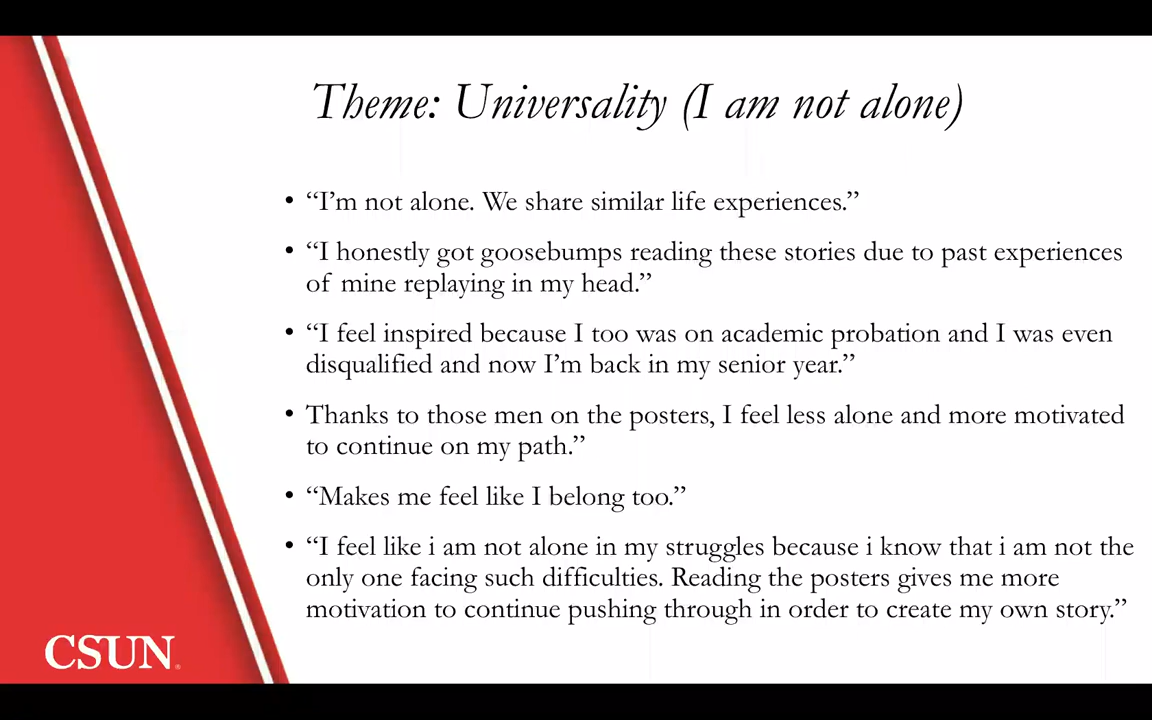 Theme: Universality (I am not alone)
• “I’m not alone. We share similar life experiences.”
• “I honestly got goosebumps reading these stories due to past experiences
of mine replaying in my head.”
• “I feel inspired because I too was on academic probation and I was even
disqualified and now I’m back in my senior year.”
• Thanks to those men on the posters, I feel less alone and more motivated
to continue on my path.”
• “Makes me feel like I belong too.”
• “I feel like i am not alone in my struggles because i know that i am not the
only one facing such difficulties. Reading the posters gives me more
motivation to continue pushing through in order to create my own story.”
CSUN®